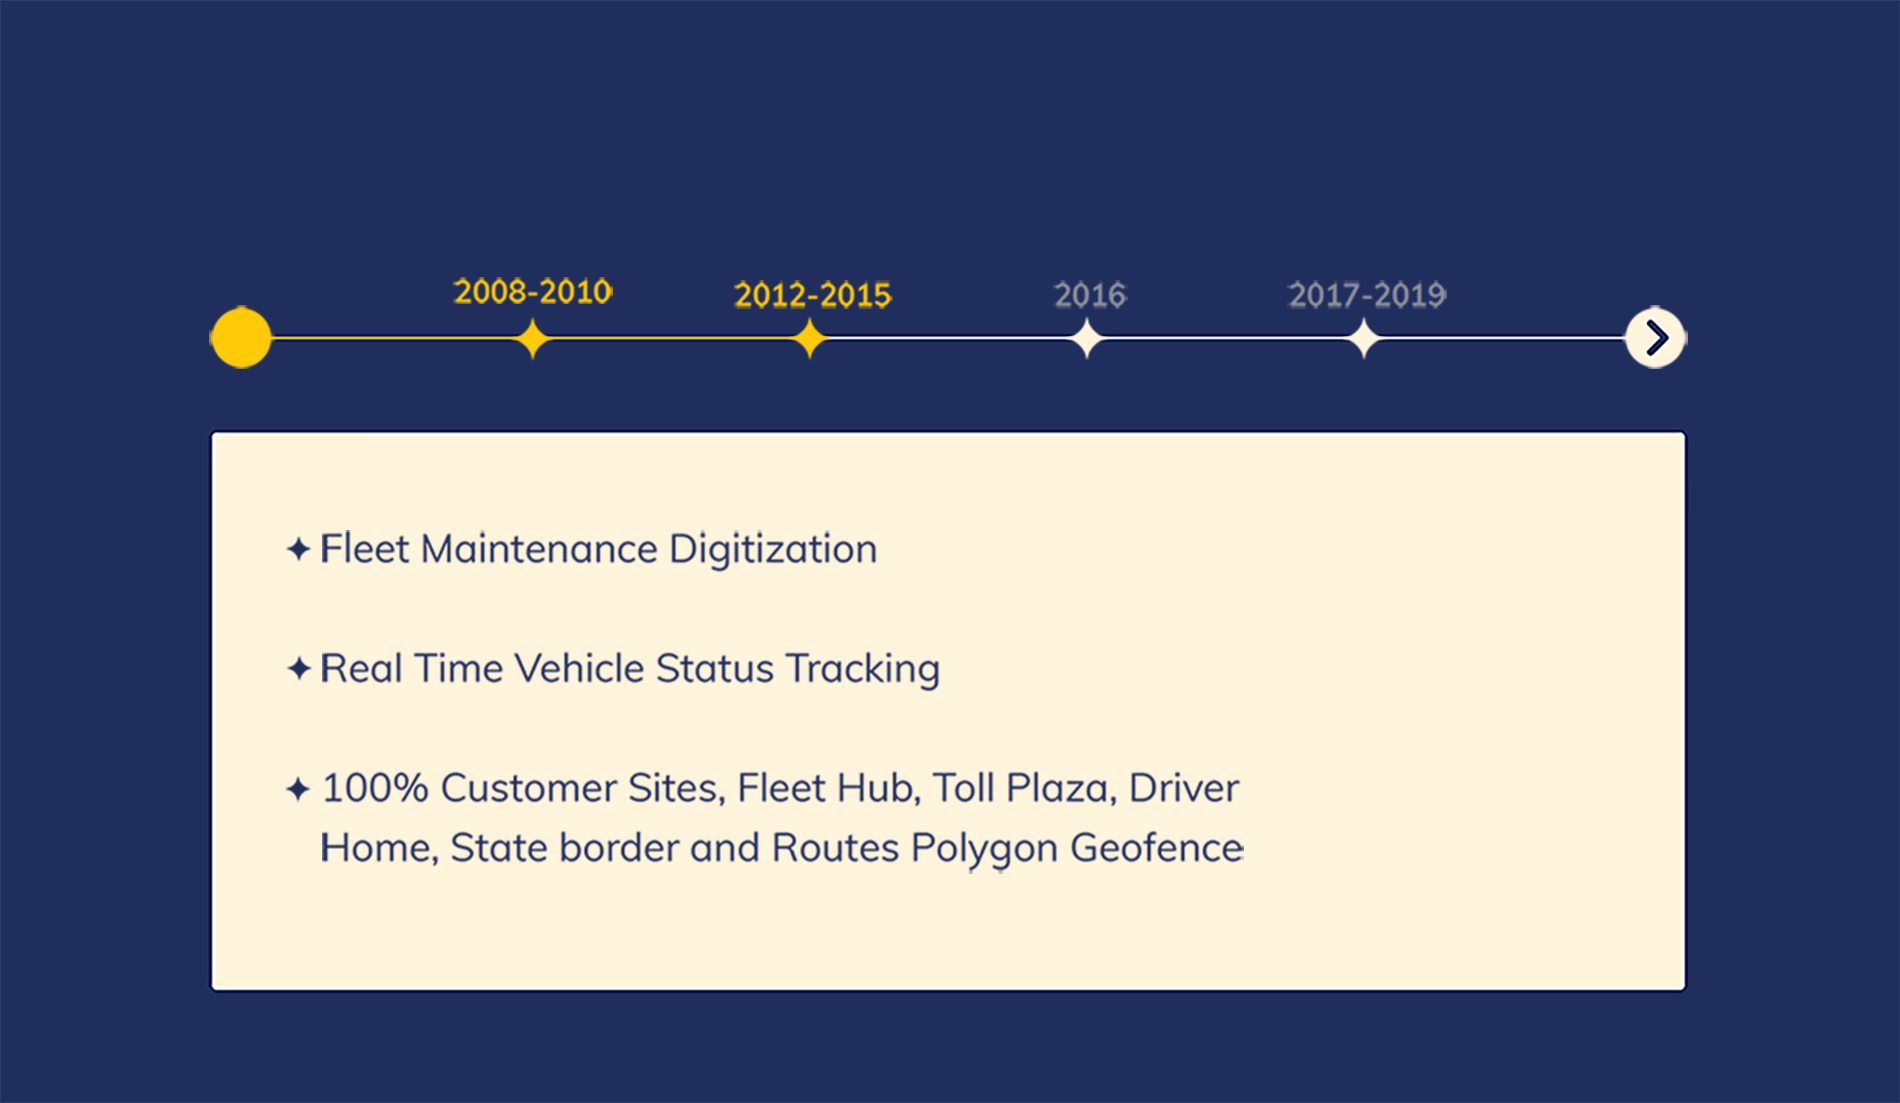 2008-2010
2012-2015
2016
2017-2019
Fleet Maintenance Digitization
Real Time Vehicle Status Tracking
100% Customer Sites, Fleet Hub, Toll Plaza, Driver
Home, State border and Routes Polygon Geofence